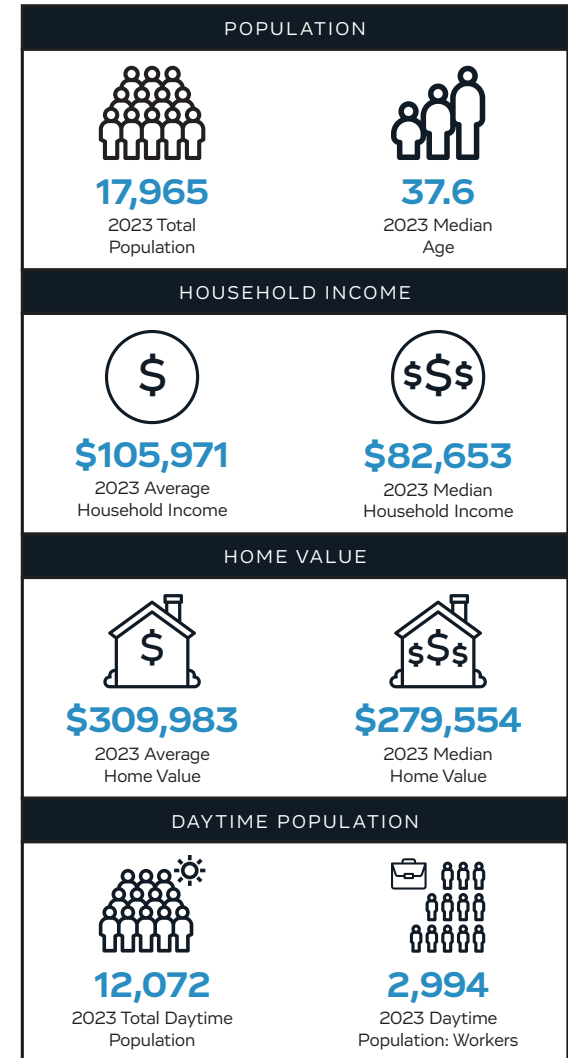 POPULATION
17,965
2023 Total
Population
37.6
2023 Median
Age
HOUSEHOLD INCOME
$
$105,971
2023 Average
Household Income
$$$
$82,653
2023 Median
Household Income
HOME VALUE
$
$309,983
2023 Average
Home Value
$$$
$279,554
2023 Median
Home Value
DAYTIME POPULATION
12,072
2023 Total Daytime
Population
2,994
2023 Daytime
Population: Workers